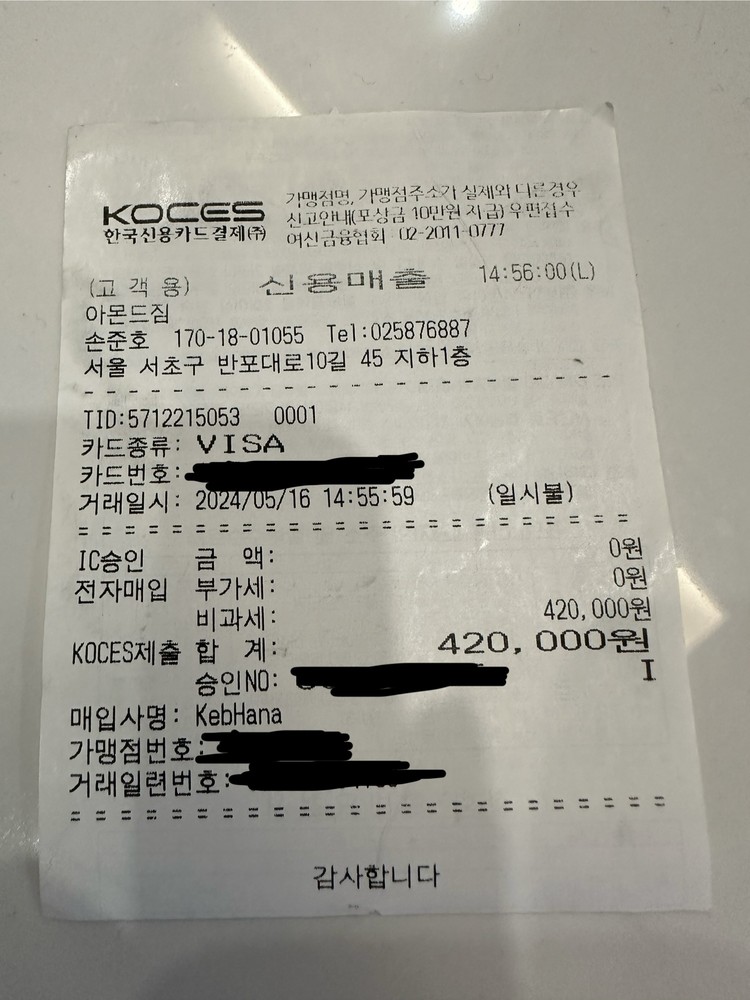 KOCES
한국신용카드결제(주)
가맹점명, 가맹점주소가 실제와 다른경우
신고안내(포상금 10만원 지급) 우편접수
여신금융협회 02-2011-0777
(고 객 용) 신용매출 14:56:00(L)
아몬드짐
손준호 170-18-01055 Tel:025876887
서울 서초구 반포대로10길 45 지하1층
TID:5712215053 0001
카드종류: VISA
카드번호:
거래일시: 2024/05/16 14:55:59 (일시불)
IC승인 금 액: 0원
전자매입 부가세: 0원
비과세: 420,000원
KOCES제출 합 계: 420,000원
승인NO: I
매입사명: KebHana
가맹점번호:
거래일련번호:
감사합니다